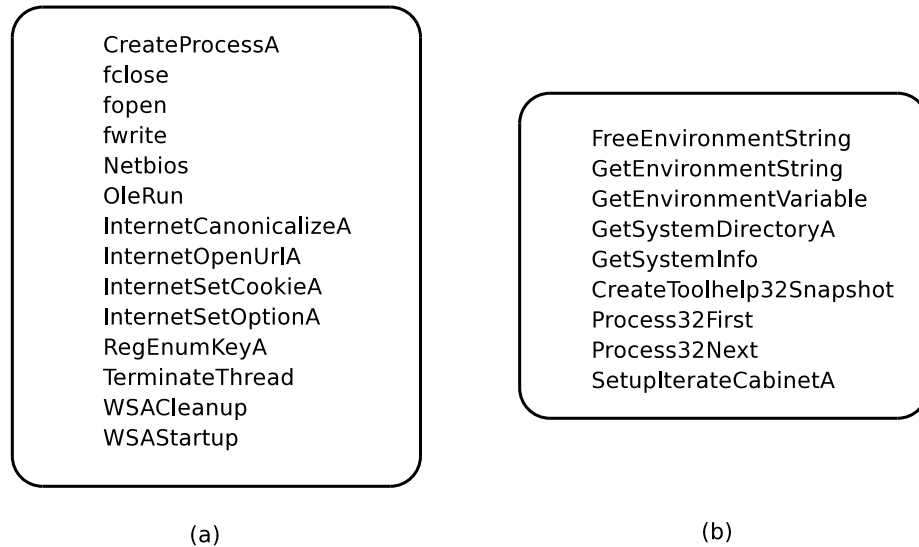 CreateProcessA
fclose
fopen
fwrite
Netbios
OleRun
InternetCanonicalizeA
InternetOpenUrlA
InternetSetCookieA
InternetSetOptionA
RegEnumKeyA
TerminateThread
WSACleanup
WSAStartup
(a)
FreeEnvironmentString
GetEnvironmentString
GetEnvironmentVariable
GetSystemDirectoryA
GetSystemInfo
CreateToolhelp32Snapshot
Process32First
Process32Next
SetupIterateCabinetA
(b)